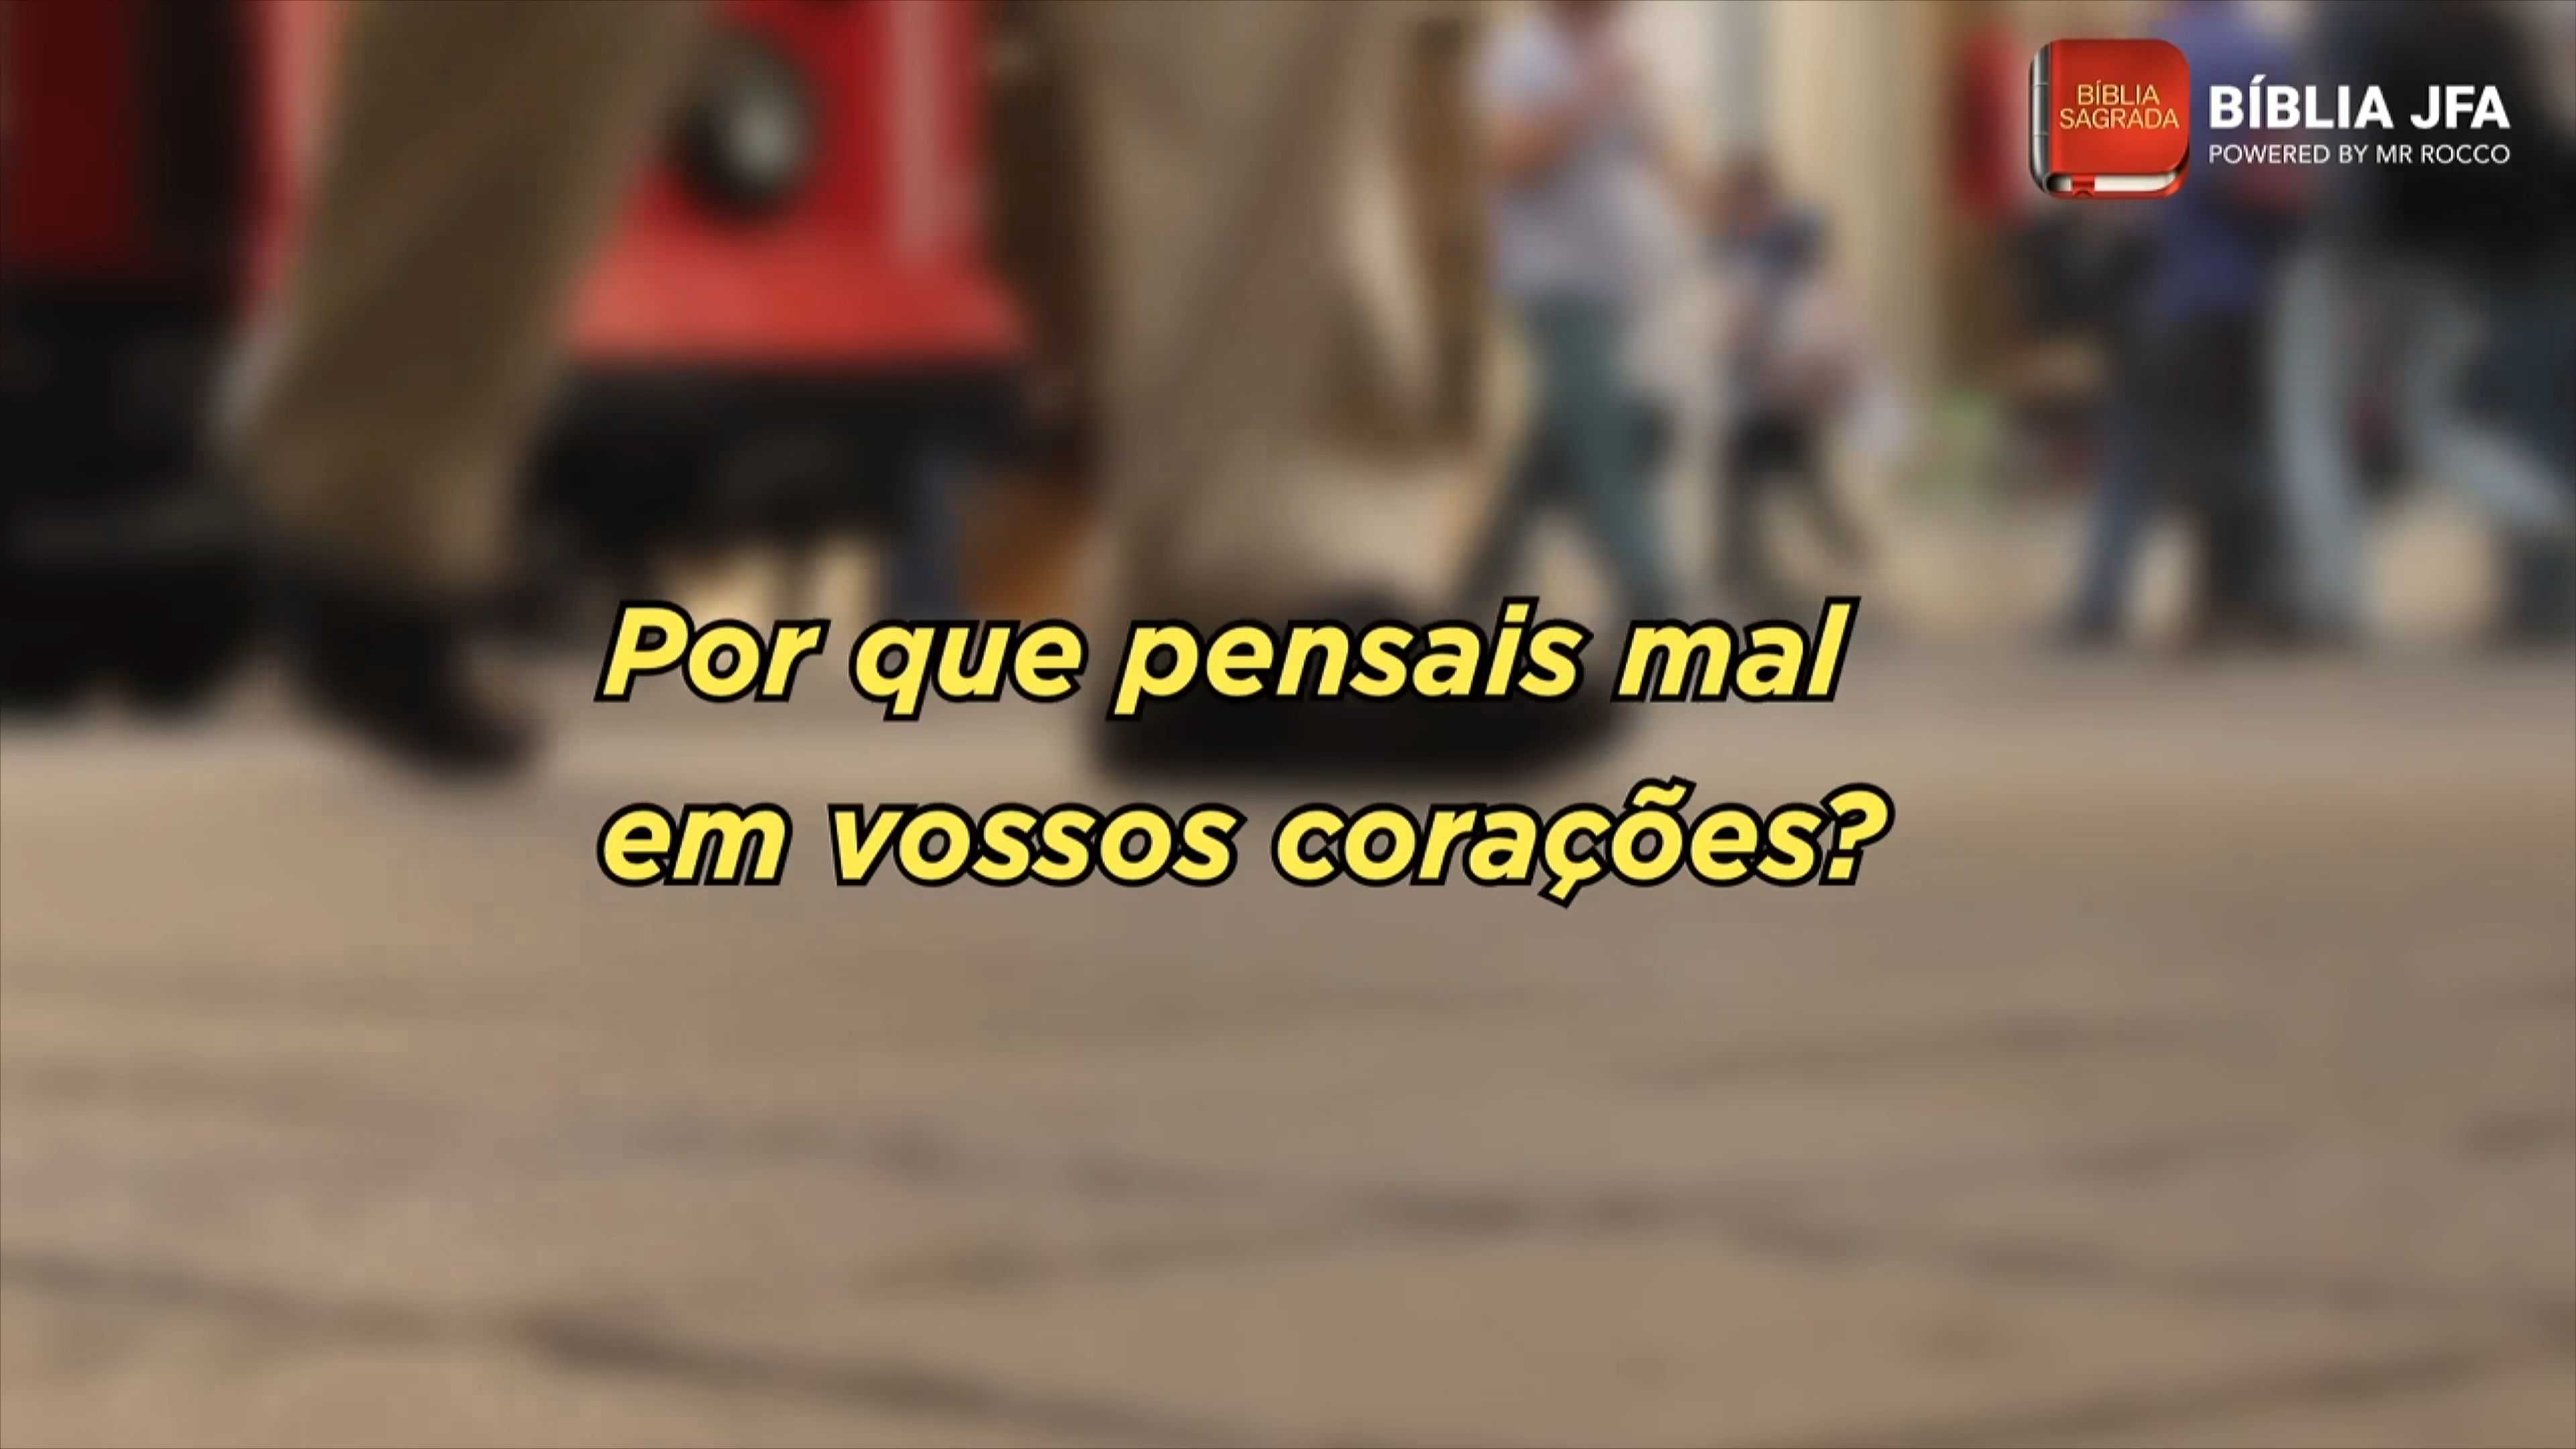 BÍBLIA
SAGRADA
BÍBLIA JFA
POWERED BY MR ROCCO
Por que pensais mal
em vossos corações?